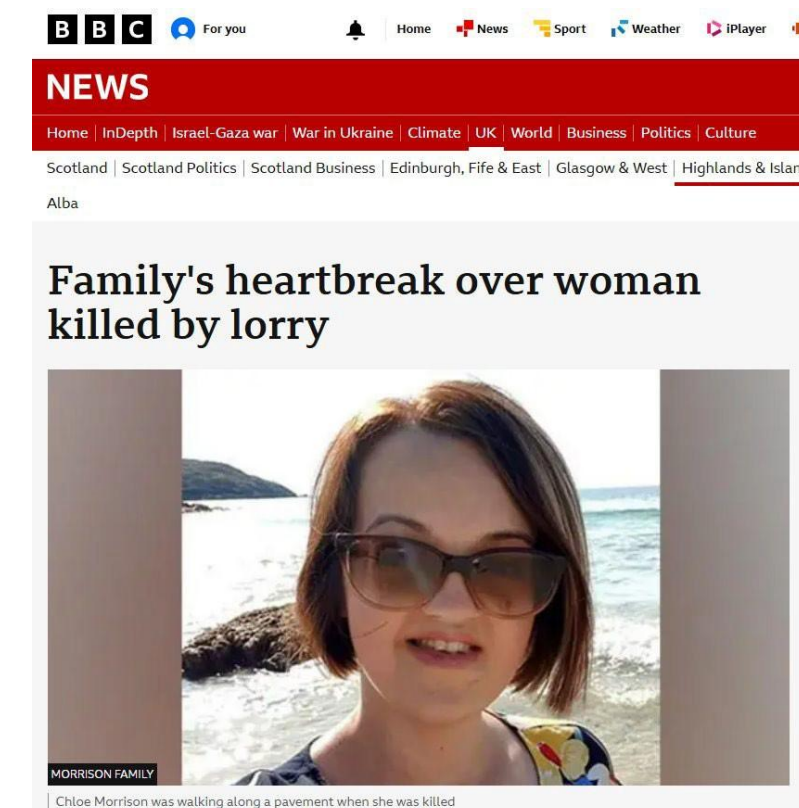 BBC For you Home News Sport Weather iPlayer
NEWS
Home InDepth Israel-Gaza war War in Ukraine Climate UK World Business Politics Culture
Scotland Scotland Politics Scotland Business Edinburgh, Fife & East Glasgow & West Highlands &
Alba
Family's heartbreak over woman
killed by lorry
MORRISON FAMILY
Chloe Morrison was walking along a pavement when she was killed